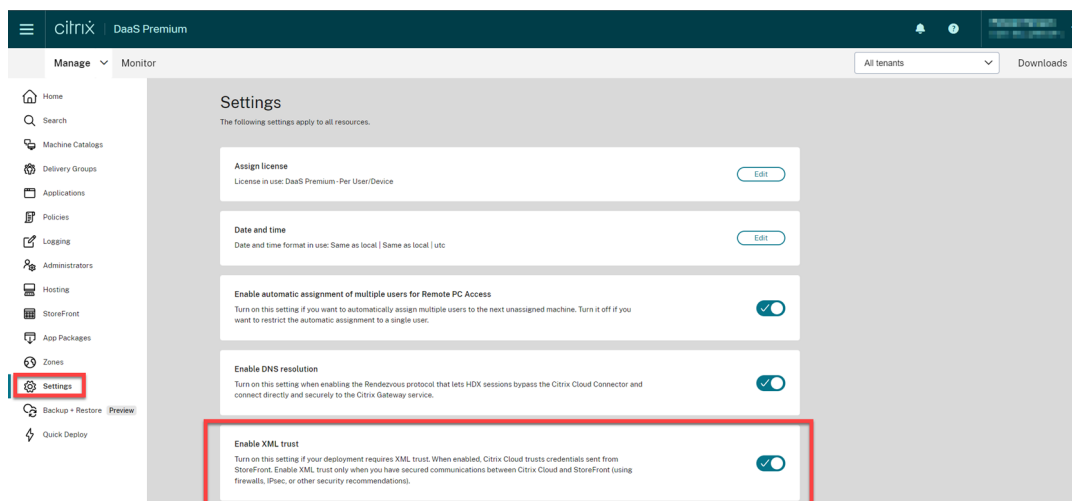 citrix DaaS Premium
Manage Monitor All tenants Downloads
Home
Search
Machine Catalogs
Delivery Groups
Applications
Policies
Logging
Administrators
Hosting
StoreFront
App Packages
Zones
Settings
Backup + Restore Preview
Quick Deploy
Settings
The following settings apply to all resources.
Assign license
License in use: DaaS Premium - Per User/Device
Edit
Date and time
Date and time format in use: Same as local | Same as local | utc
Edit
Enable automatic assignment of multiple users for Remote PC Access
Turn on this setting if you want to automatically assign multiple users to the next unassigned machine. Turn it off if you
want to restrict the automatic assignment to a single user.
Enable DNS resolution
Turn on this setting when enabling the Rendezvous protocol that lets HDX sessions bypass the Citrix Cloud Connector and
connect directly and securely to the Citrix Gateway service.
Enable XML trust
Turn on this setting if your deployment requires XML trust. When enabled, Citrix Cloud trusts credentials sent from
StoreFront. Enable XML trust only when you have secured communications between Citrix Cloud and StoreFront (using
firewalls, IPsec, or other security recommendations).